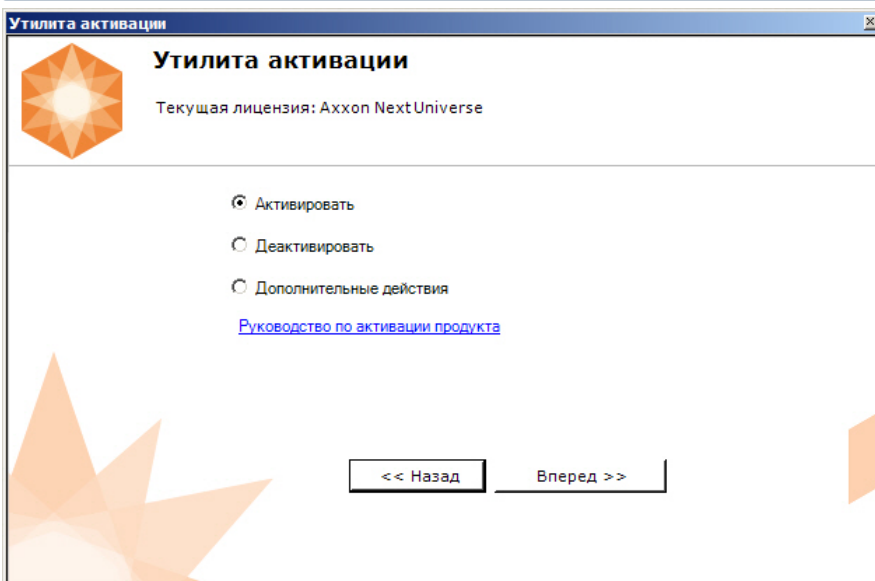 Утилита активации
Утилита активации
Текущая лицензия: Axxon Next Universe
Активировать
Деактивировать
Дополнительные действия
Руководство по активации продукта
<< Назад
Вперед >>